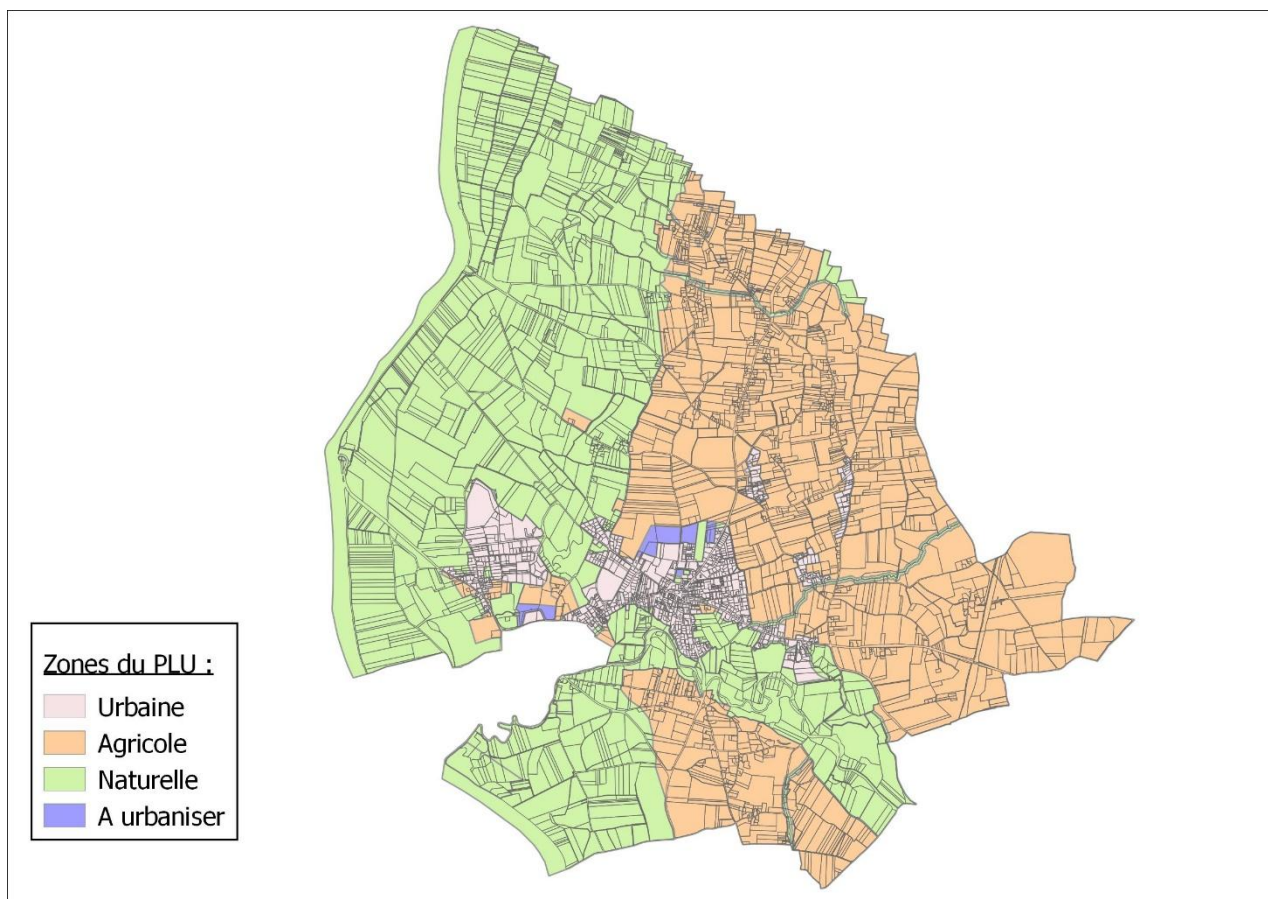 Zones du PLU :
Urbaine
Agricole
Naturelle
A urbaniser